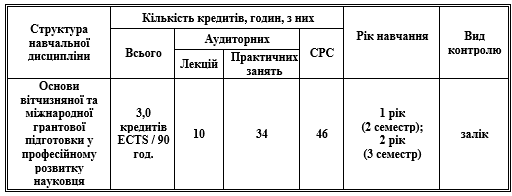 Структура
навчальної
дисципліни
Кількість кредитів, годин, з них
Рік навчання
Вид
контролю
Всього
Аудиторних
СРС
Лекцій
Практичних
занять
Основи
вітчизняної та
міжнародної
грантової
підготовки у
професійному
розвитку
науковця
3,0
кредитів
ECTS / 90
год.
10
34
46
1 рік
(2 семестр);
2 рік
(3 семестр)
залік